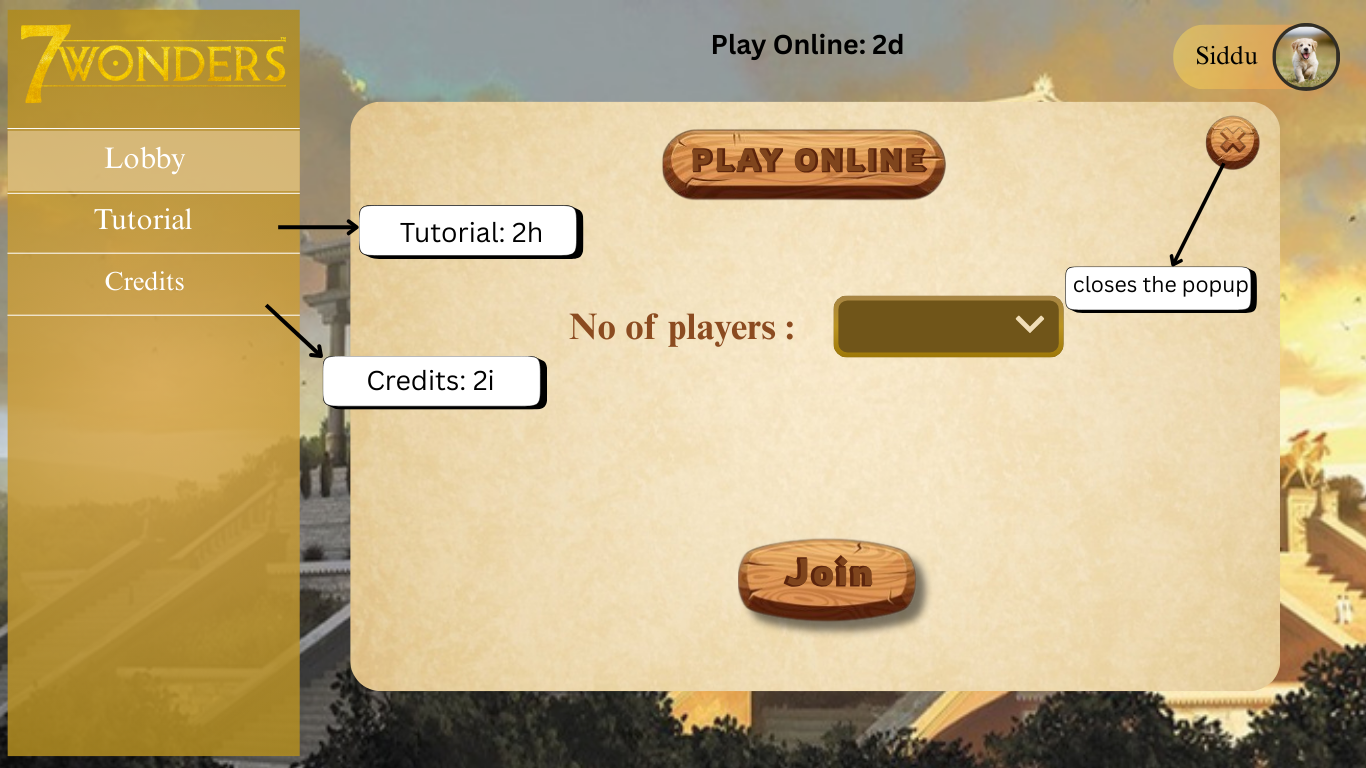 7WONDERS™
Play Online: 2d
Siddu
Lobby
Tutorial
Credits
PLAY ONLINE
Tutorial: 2h
closes the popup
No of players :
Credits: 2i
Join